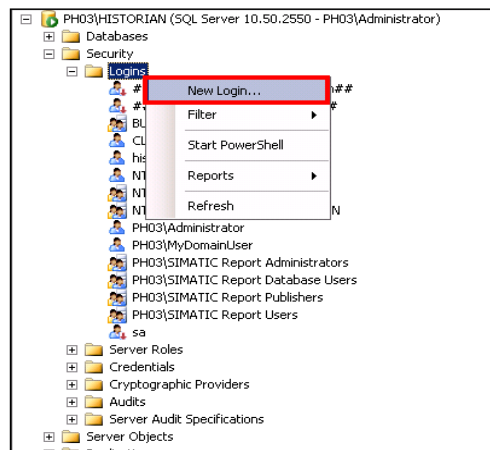 PH03\HISTORIAN (SQL Server 10.50.2550 - PH03\Administrator)
Databases
Security
Logins
New Login...
Filter
Start PowerShell
Reports
Refresh
PH03\Administrator
PH03\MyDomainUser
PH03\SIMATIC Report Administrators
PH03\SIMATIC Report Database Users
PH03\SIMATIC Report Publishers
PH03\SIMATIC Report Users
sa
Server Roles
Credentials
Cryptographic Providers
Audits
Server Audit Specifications
Server Objects